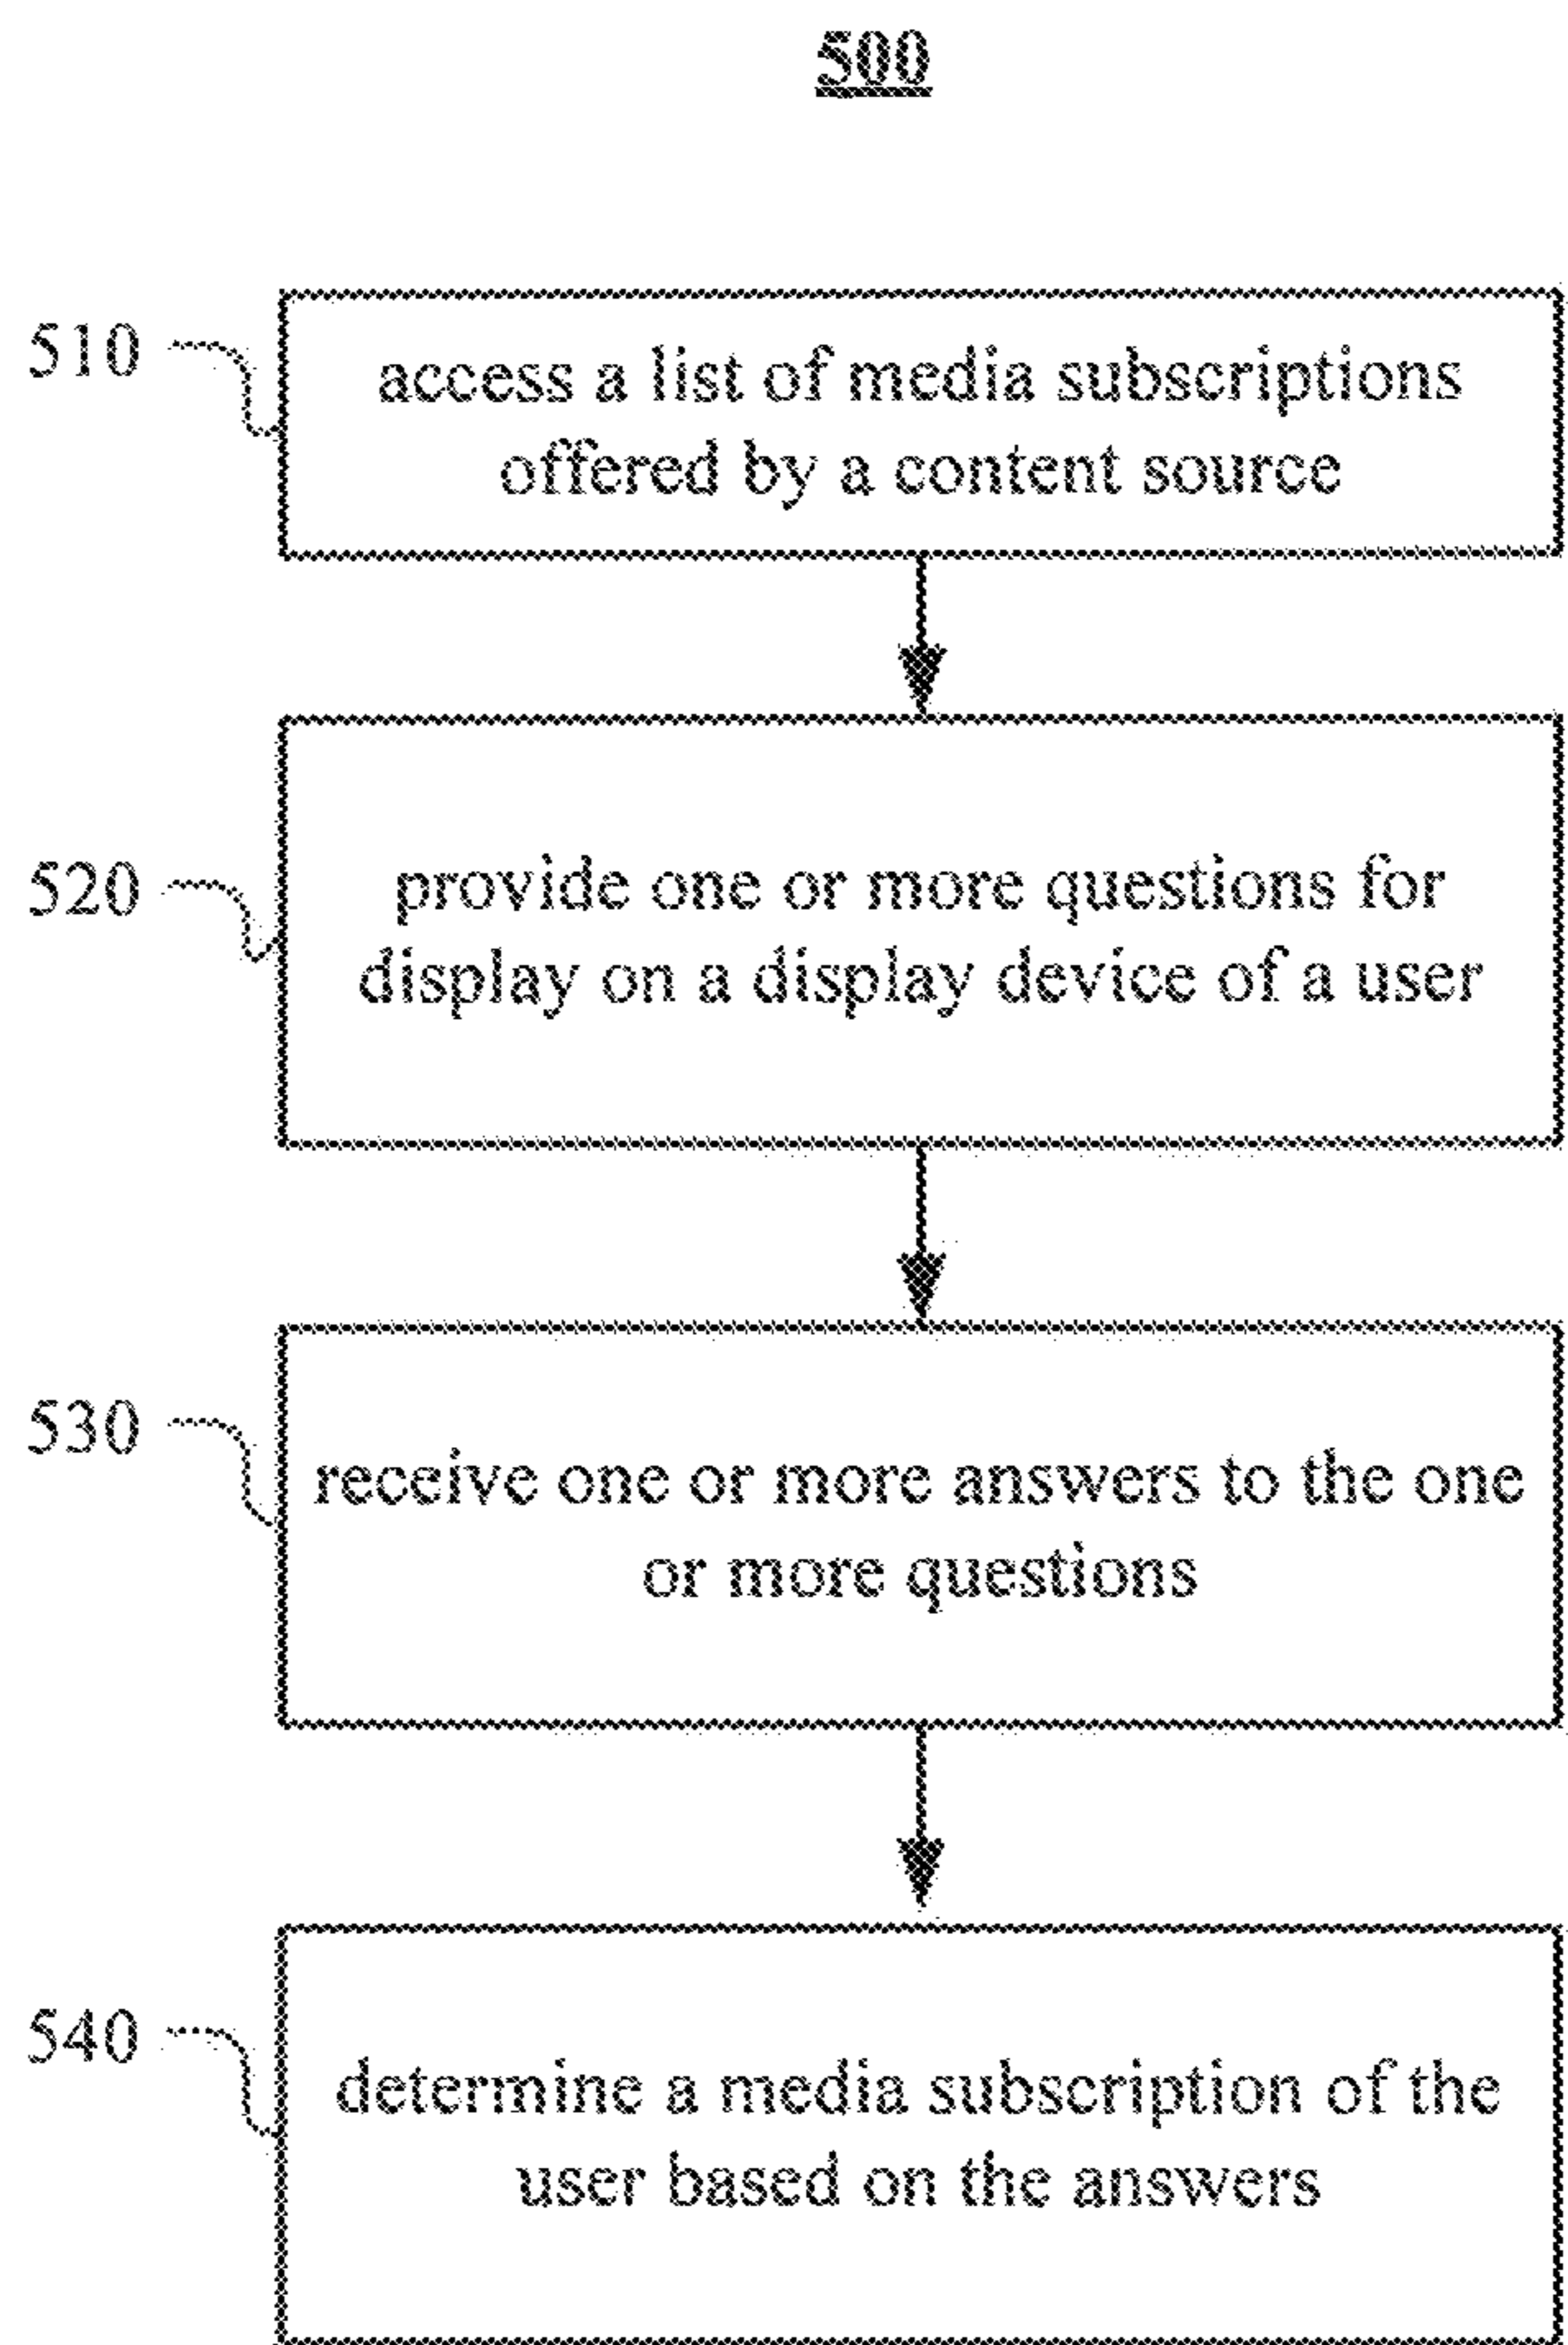 500
510
access a list of media subscriptions
offered by a content source
520
provide one or more questions for
display on a display device of a user
530
receive one or more answers to the one
or more questions
540
determine a media subscription of the
user based on the answers